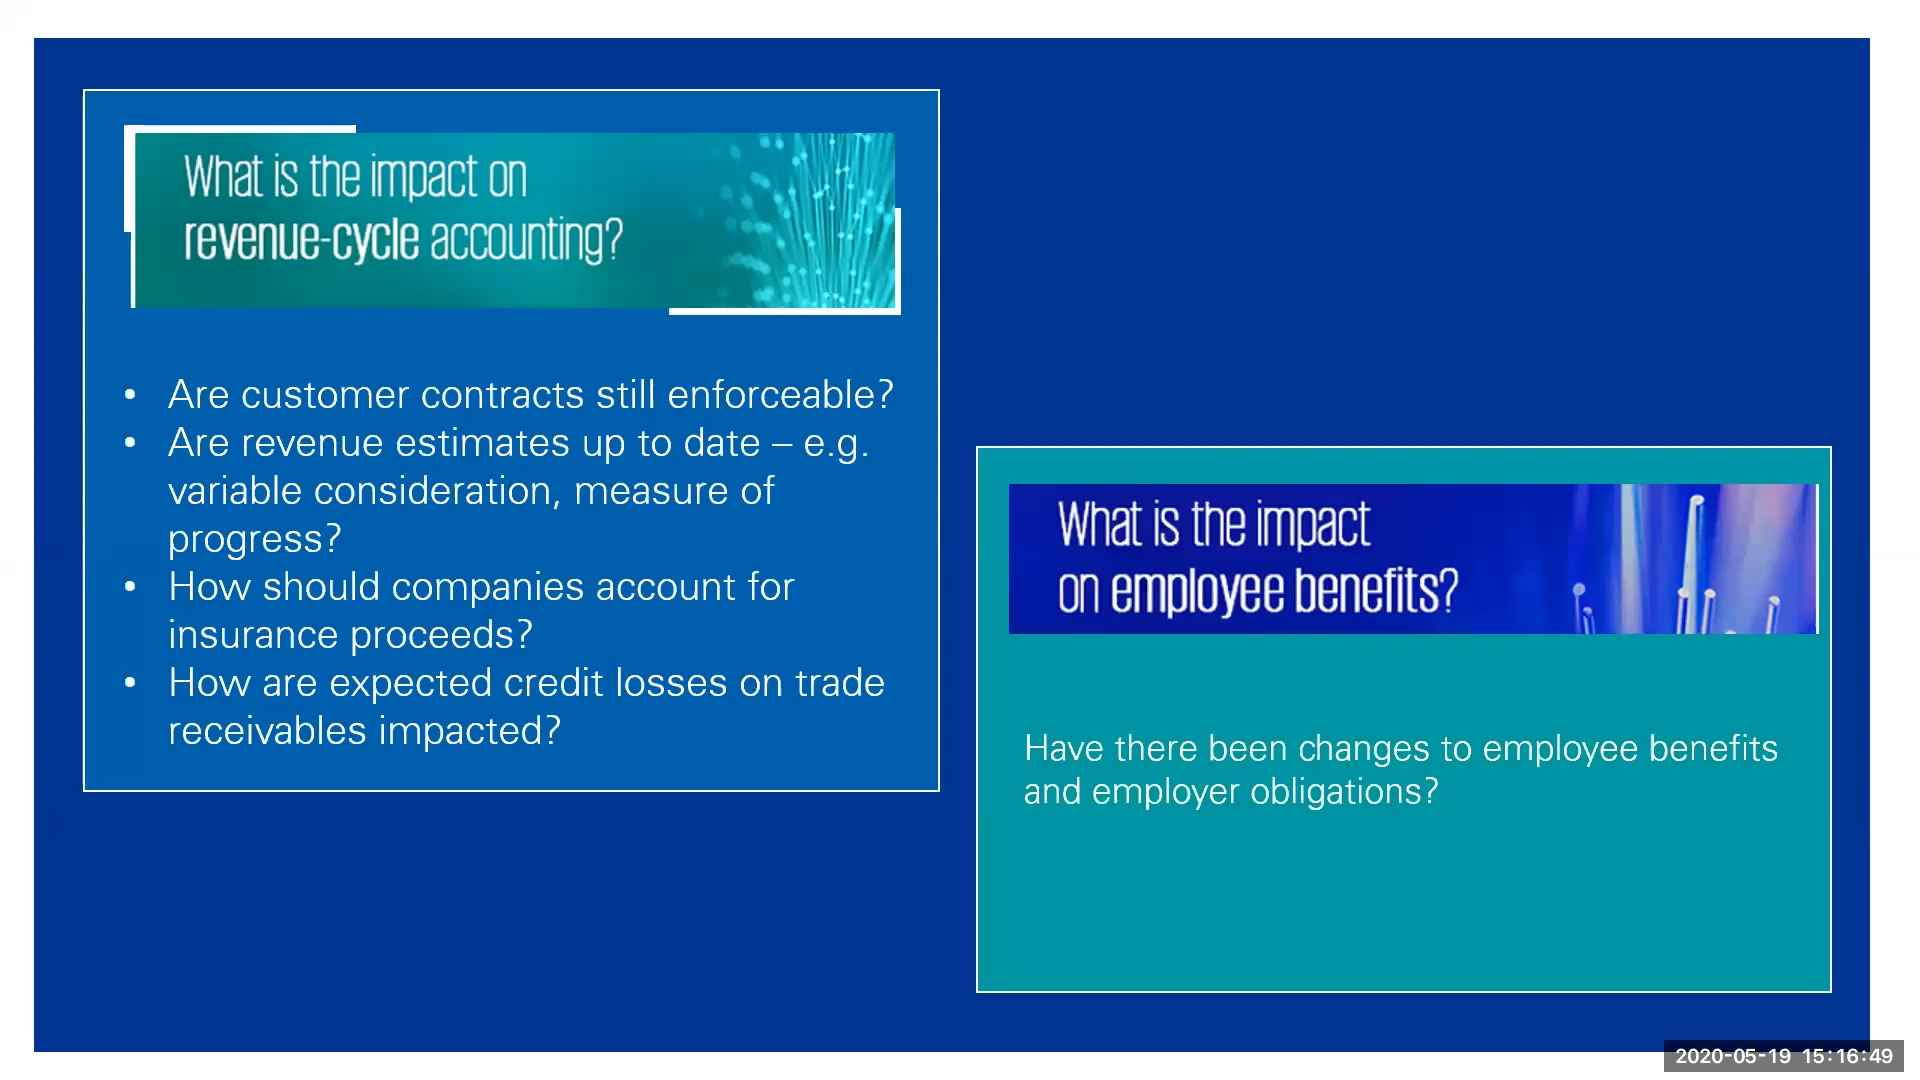 What is the impact on
revenue-cycle accounting?
• Are customer contracts still enforceable?
• Are revenue estimates up to date – e.g.
variable consideration, measure of
progress?
• How should companies account for
insurance proceeds?
• How are expected credit losses on trade
receivables impacted?
What is the impact
on employee benefits?
Have there been changes to employee benefits
and employer obligations?
2020-05-19 15:16:49